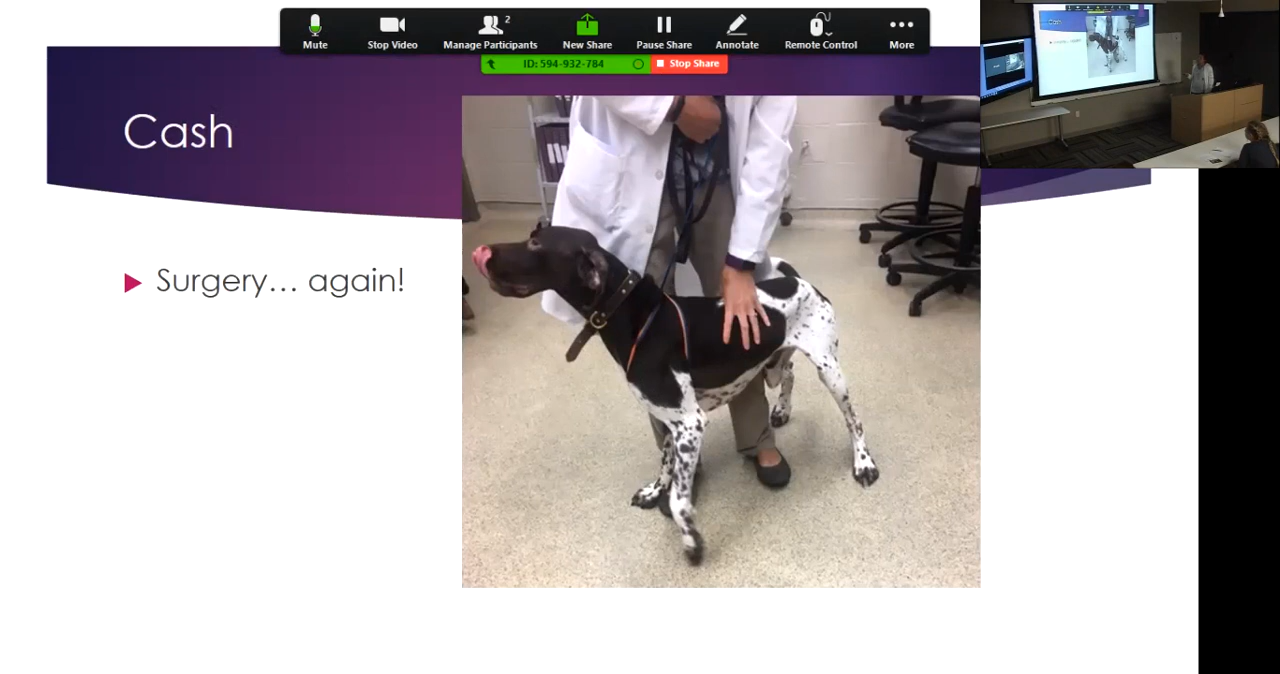 2
Mute
Stop Video
Manage Participants
New Share
Pause Share
Annotate
Remote Control
More
ID: 594-932-784
Stop Share
Cash
Surgery… again!